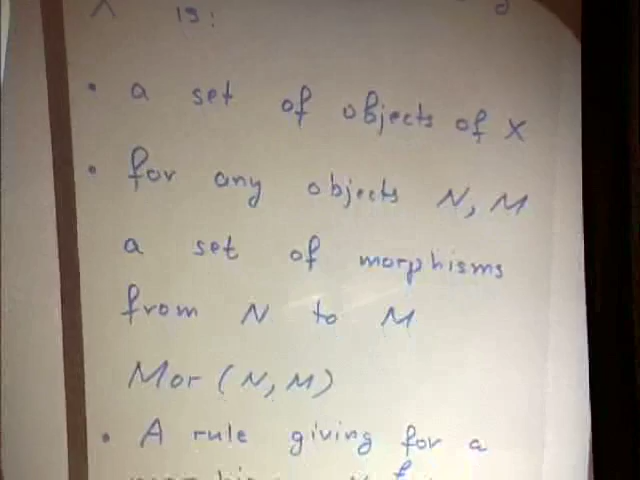 X is:
• a set of objects of X
• for any objects N, M
a set of morphisms
from N to M
Mor (N, M)
• A rule giving for a